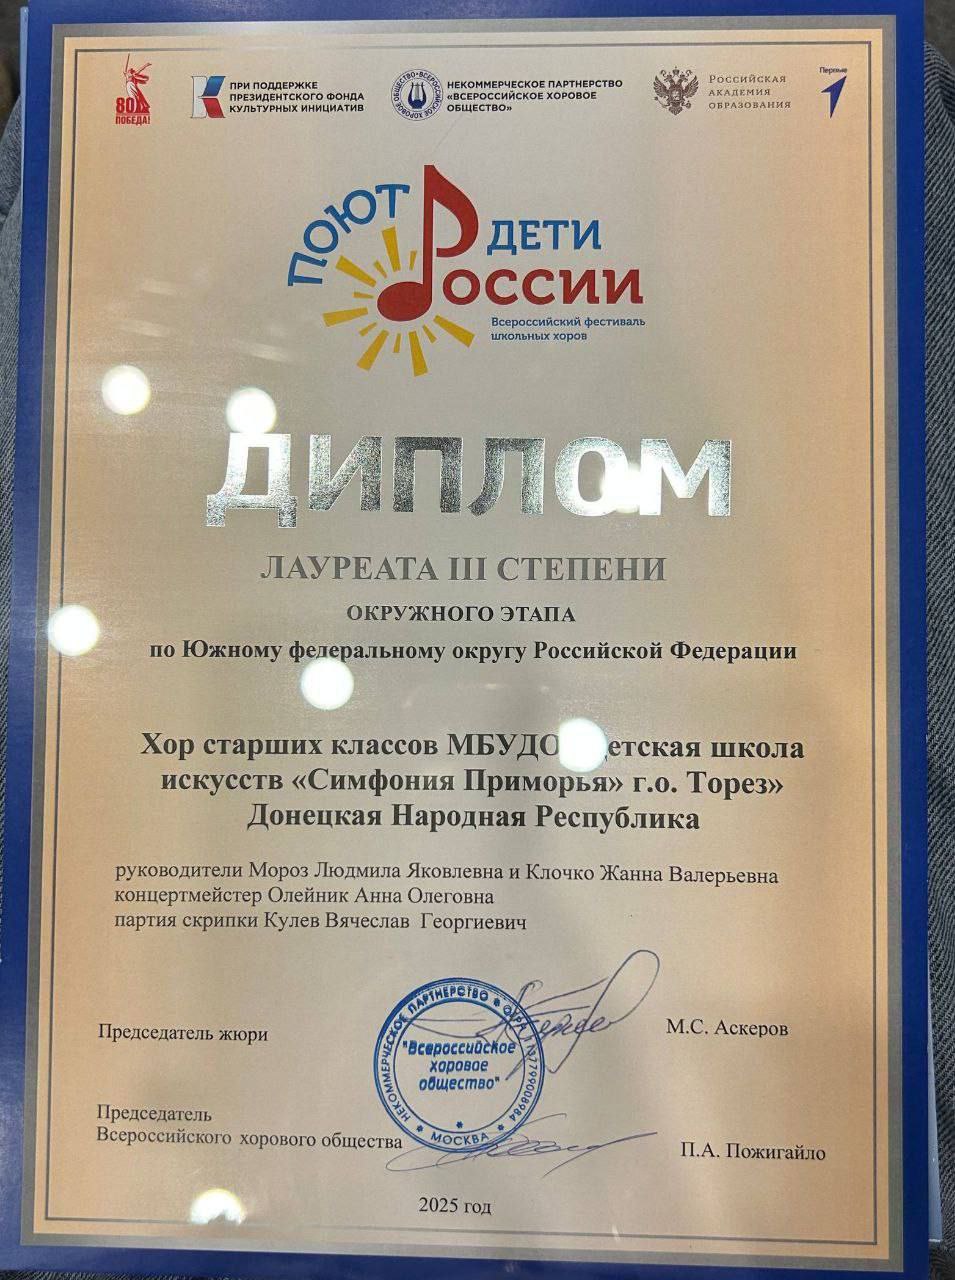 80
ПОБЕДА!
ПРИ ПОДДЕРЖКЕ
ПРЕЗИДЕНТСКОГО ФОНДА
КУЛЬТУРНЫХ ИНИЦИАТИВ
НЕКОММЕРЧЕСКОЕ ПАРТНЕРСТВО
«ВСЕРОССИЙСКОЕ ХОРОВОЕ
ОБЩЕСТВО»
РОССИЙСКАЯ
АКАДЕМИЯ
ОБРАЗОВАНИЯ
Первые
ПОЮТ
ДЕТИ
РОССИИ
Всероссийский фестиваль
школьных хоров
ДИПЛОМ
ЛАУРЕАТА III СТЕПЕНИ
ОКРУЖНОГО ЭТАПА
по Южному федеральному округу Российской Федерации
Хор старших классов МБУДО етская школа
искусств «Симфония Приморья» г.о. Торез»
Донецкая Народная Республика
руководители Мороз Людмила Яковлевна и Клочко Жанна Валерьевна
концертмейстер Олейник Анна Олеговна
партия скрипки Кулев Вячеслав Георгиевич
НЕКОММЕРЧЕСКОЕ ПАРТНЕРСТВО
"Всероссийское
хоровое
общество"
МОСКВА
Председатель жюри
М.С. Аскеров
Председатель
Всероссийского хорового общества
П.А. Пожигайло
2025 год